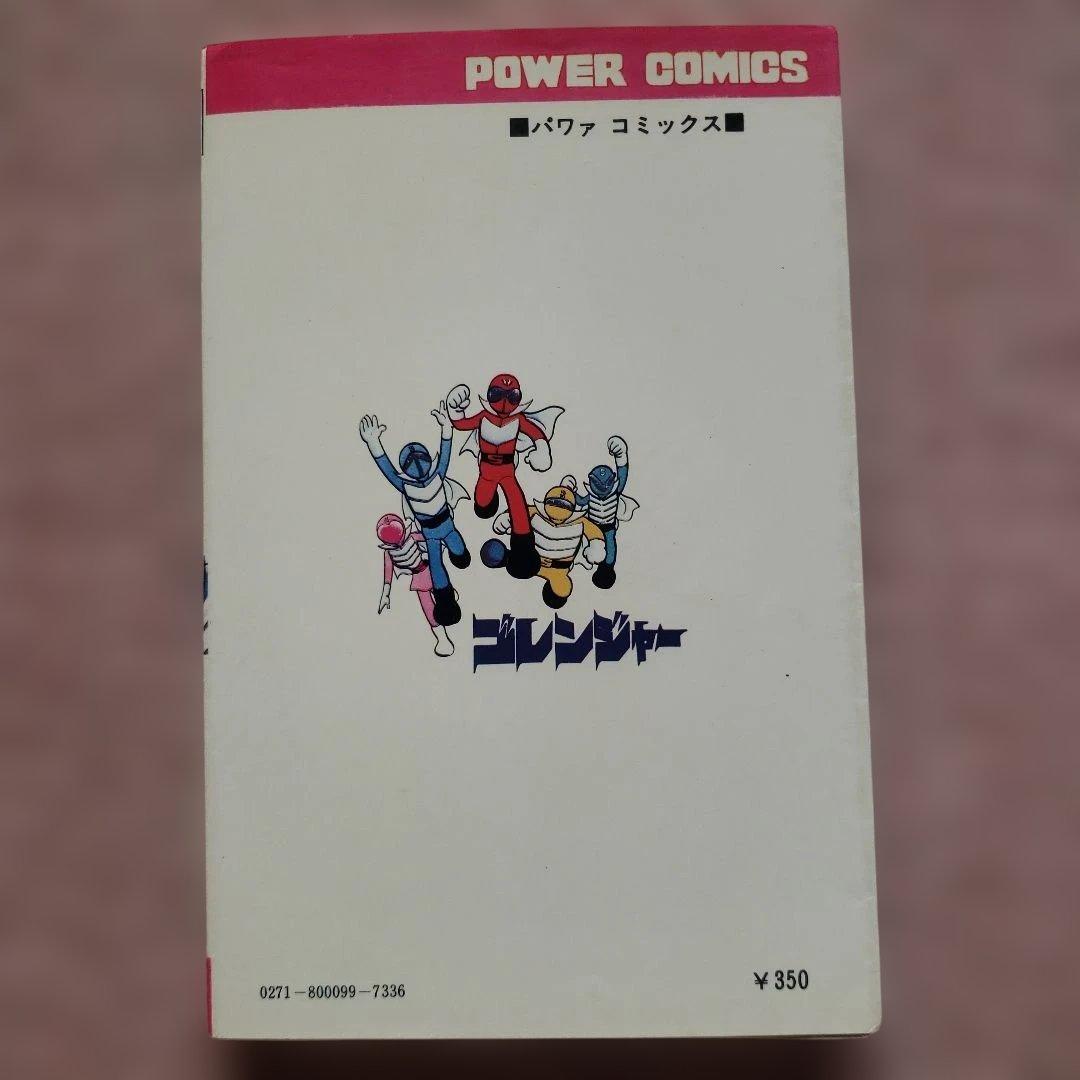 POWER COMICS
■パワァ コミックス■
ゴレンジャー
0271-800099-7336
¥350